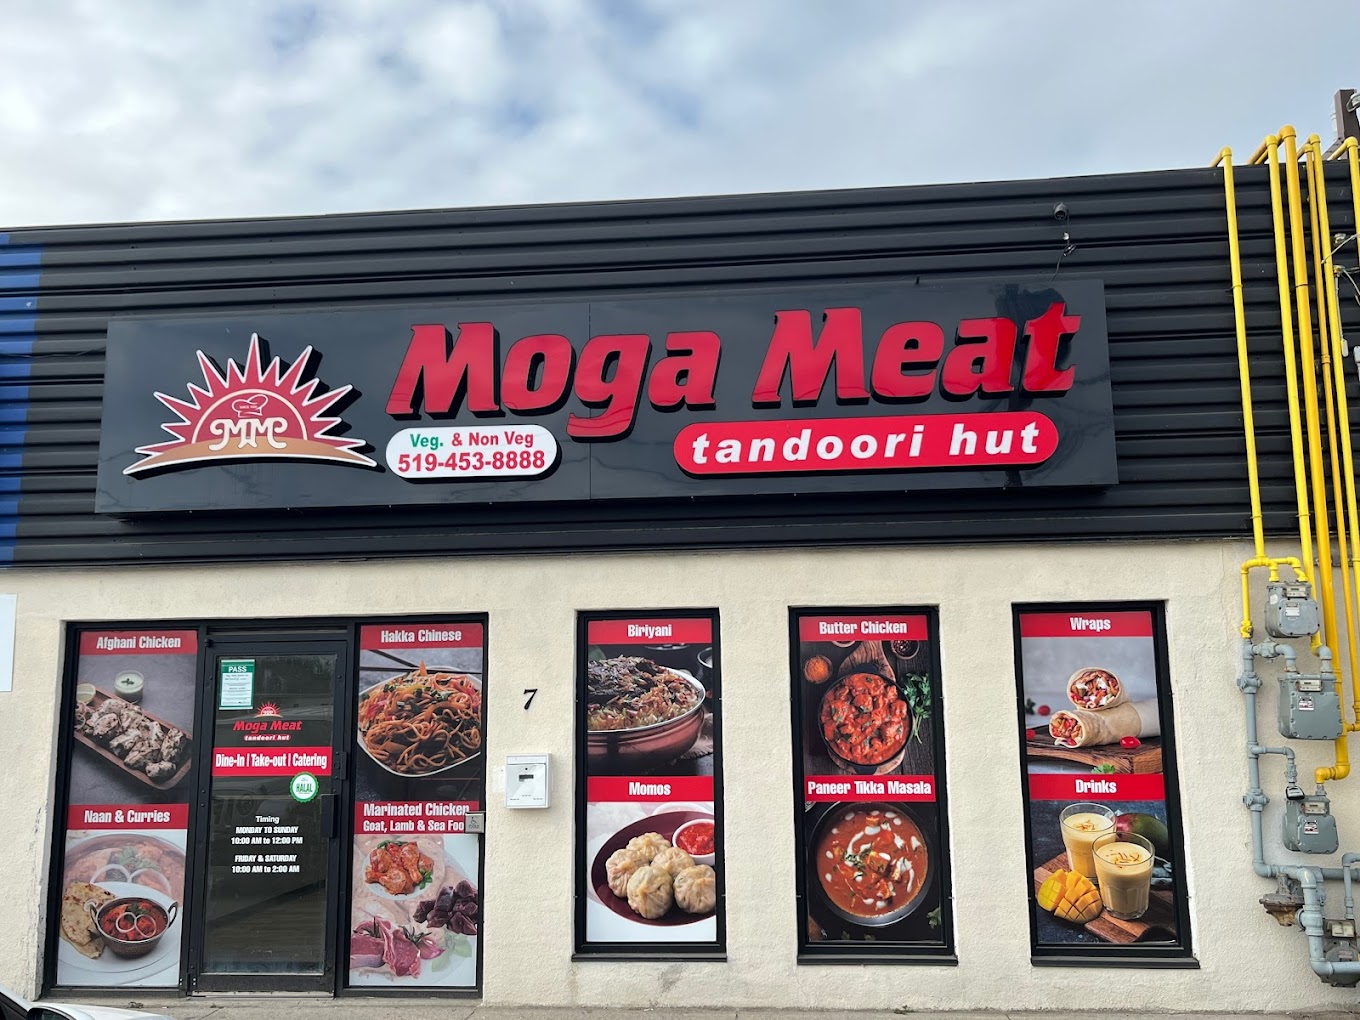 Moga Meat
MM
Veg. & Non Veg
519-453-8888
tandoori hut
Afghani Chicken
Naan & Curries
PASS
Moga Meat
tandoori hut
Dine-In | Take-out | Catering
HALAL
Timing
MONDAY TO SUNDAY
10:00 AM to 12:00 PM
FRIDAY & SATURDAY
10:00 AM to 2:00 AM
Hakka Chinese
Marinated Chicken
Goat, Lamb & Sea Foo
7
Biriyani
Momos
Butter Chicken
Paneer Tikka Masala
Wraps
Drinks